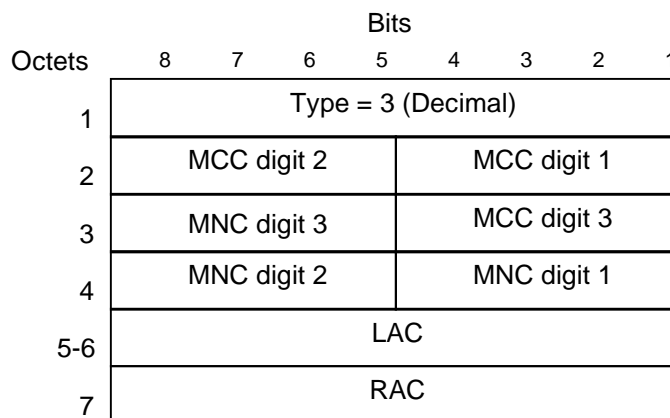 Bits
Octets 8 7 6 5 4 3 2 1
1 Type = 3 (Decimal)
2 MCC digit 2 MCC digit 1
3 MNC digit 3 MCC digit 3
4 MNC digit 2 MNC digit 1
5-6 LAC
7 RAC